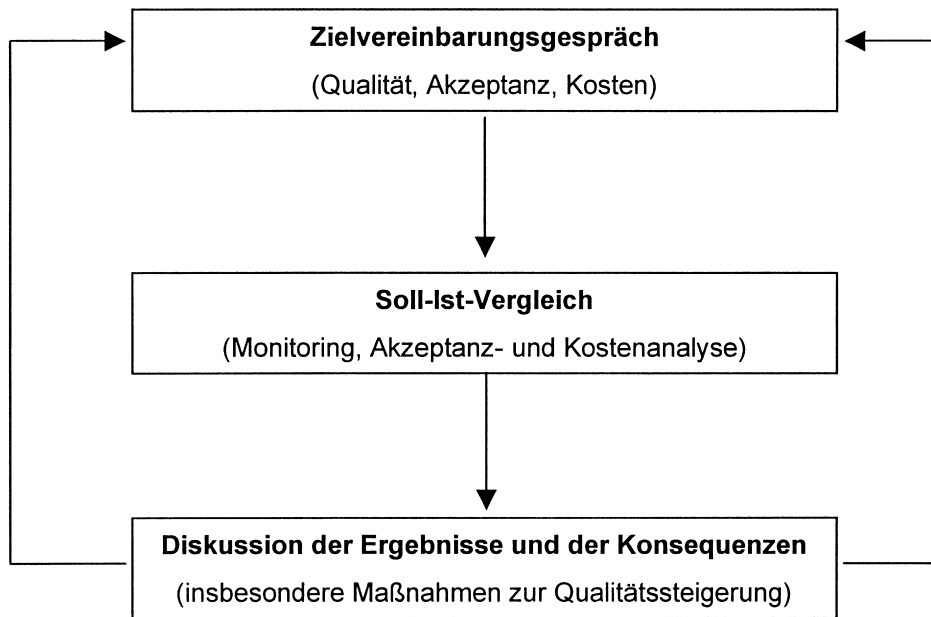 Zielvereinbarungsgespräch
(Qualität, Akzeptanz, Kosten)
Soll-Ist-Vergleich
(Monitoring, Akzeptanz- und Kostenanalyse)
Diskussion der Ergebnisse und der Konsequenzen
(insbesondere Maßnahmen zur Qualitätssteigerung)